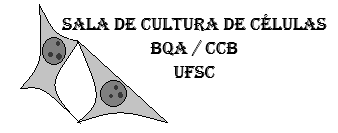 SALA DE CULTURA DE CÉLULAS
BQA / CCB
UFSC